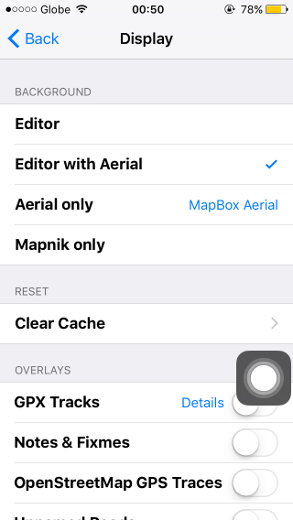 Globe 00:50 78%
Back Display
BACKGROUND
Editor
Editor with Aerial
Aerial only MapBox Aerial
Mapnik only
RESET
Clear Cache
OVERLAYS
GPX Tracks Details
Notes & Fixmes
OpenStreetMap GPS Traces